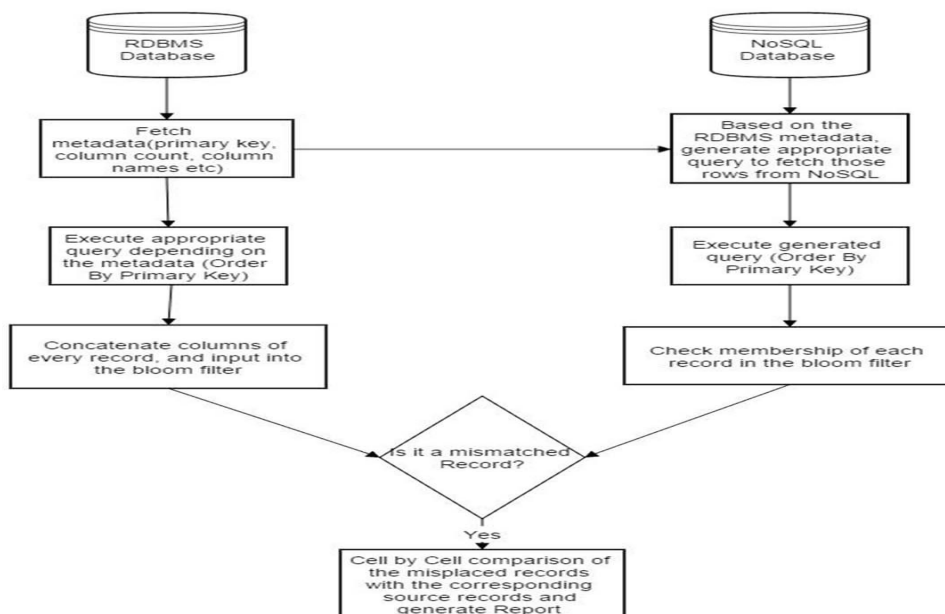 RDBMS
Database
NoSQL
Database
Fetch
metadata(primary key,
column count, column
names etc)
Based on the
RDBMS metadata,
generate appropriate
query to fetch those
rows from NoSQL
Execute appropriate
query depending on
the metadata (Order
By Primary Key)
Execute generated
query (Order By
Primary Key)
Concatenate columns of
every record, and input into
the bloom filter
Check membership of each
record in the bloom filter
Is it a mismatched
Record?
Yes
Cell by Cell comparison of
the misplaced records
with the corresponding
source records and
generate Report